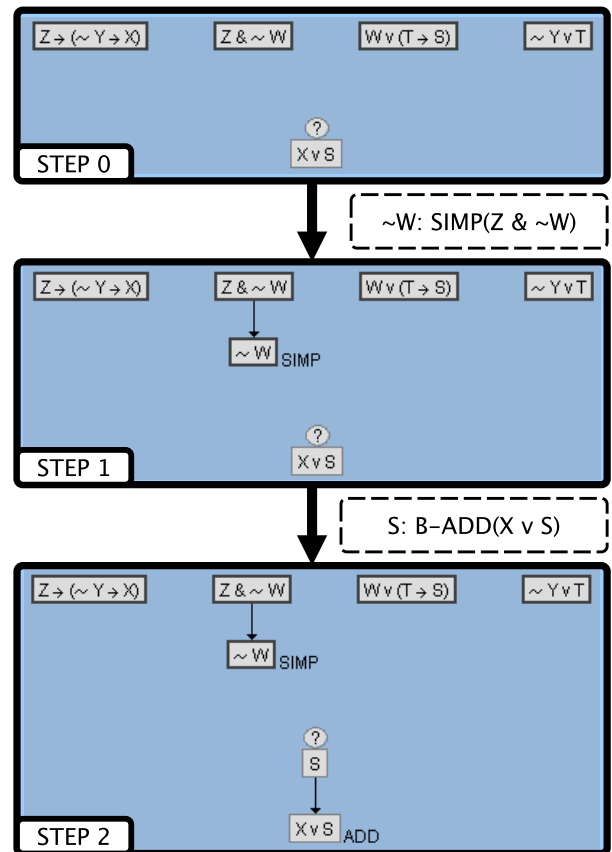 Z → (~ Y → X) Z & ~ W W v (T → S) ~ Y v T
?
X v S
STEP 0
~W: SIMP(Z & ~W)
Z → (~ Y → X) Z & ~ W W v (T → S) ~ Y v T
~ W SIMP
?
X v S
STEP 1
S: B-ADD(X v S)
Z → (~ Y → X) Z & ~ W W v (T → S) ~ Y v T
~ W SIMP
?
S
X v S ADD
STEP 2